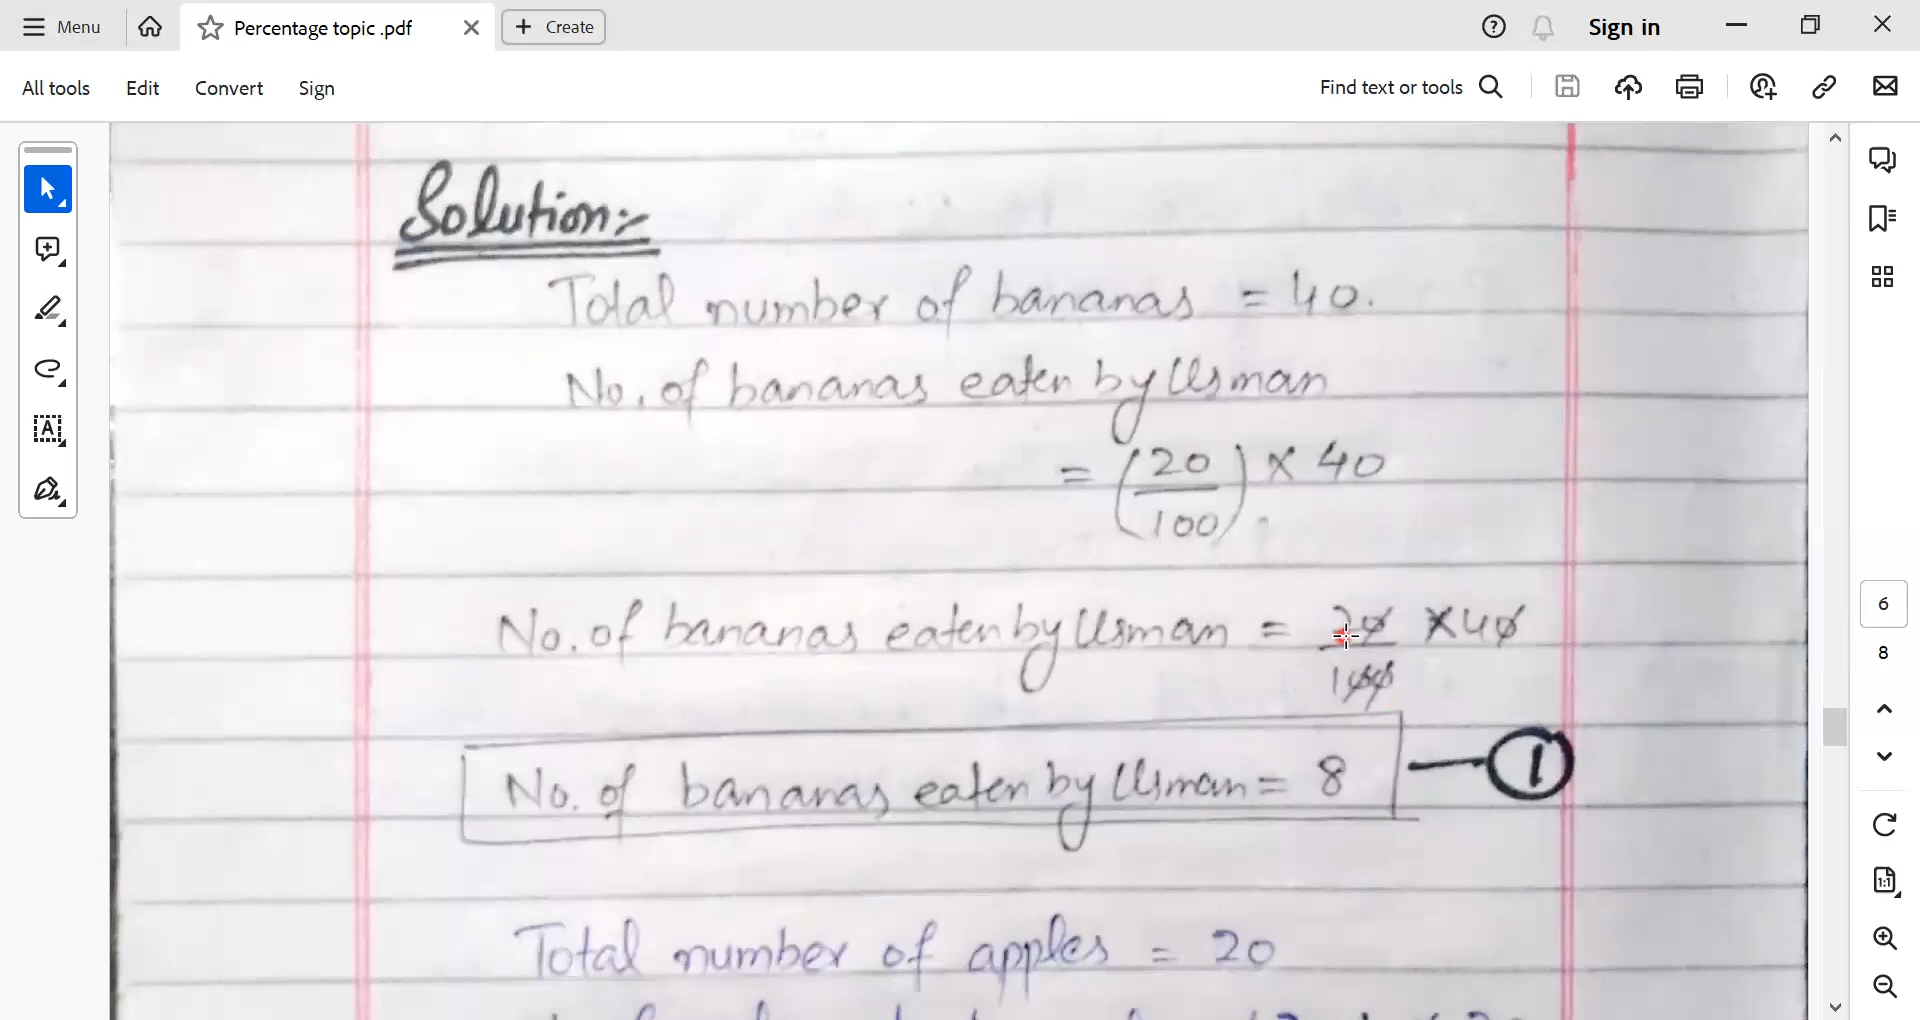 Menu
Percentage topic .pdf
Create
Sign in
All tools
Edit
Convert
Sign
Find text or tools
Solution:-
Total number of bananas = 40.
No. of bananas eaten by Usman
= (20/100) × 40
No. of bananas eaten by Usman = 20/100 × 40
No. of bananas eaten by Usman = 8 — 1
Total number of apples = 20
6
8